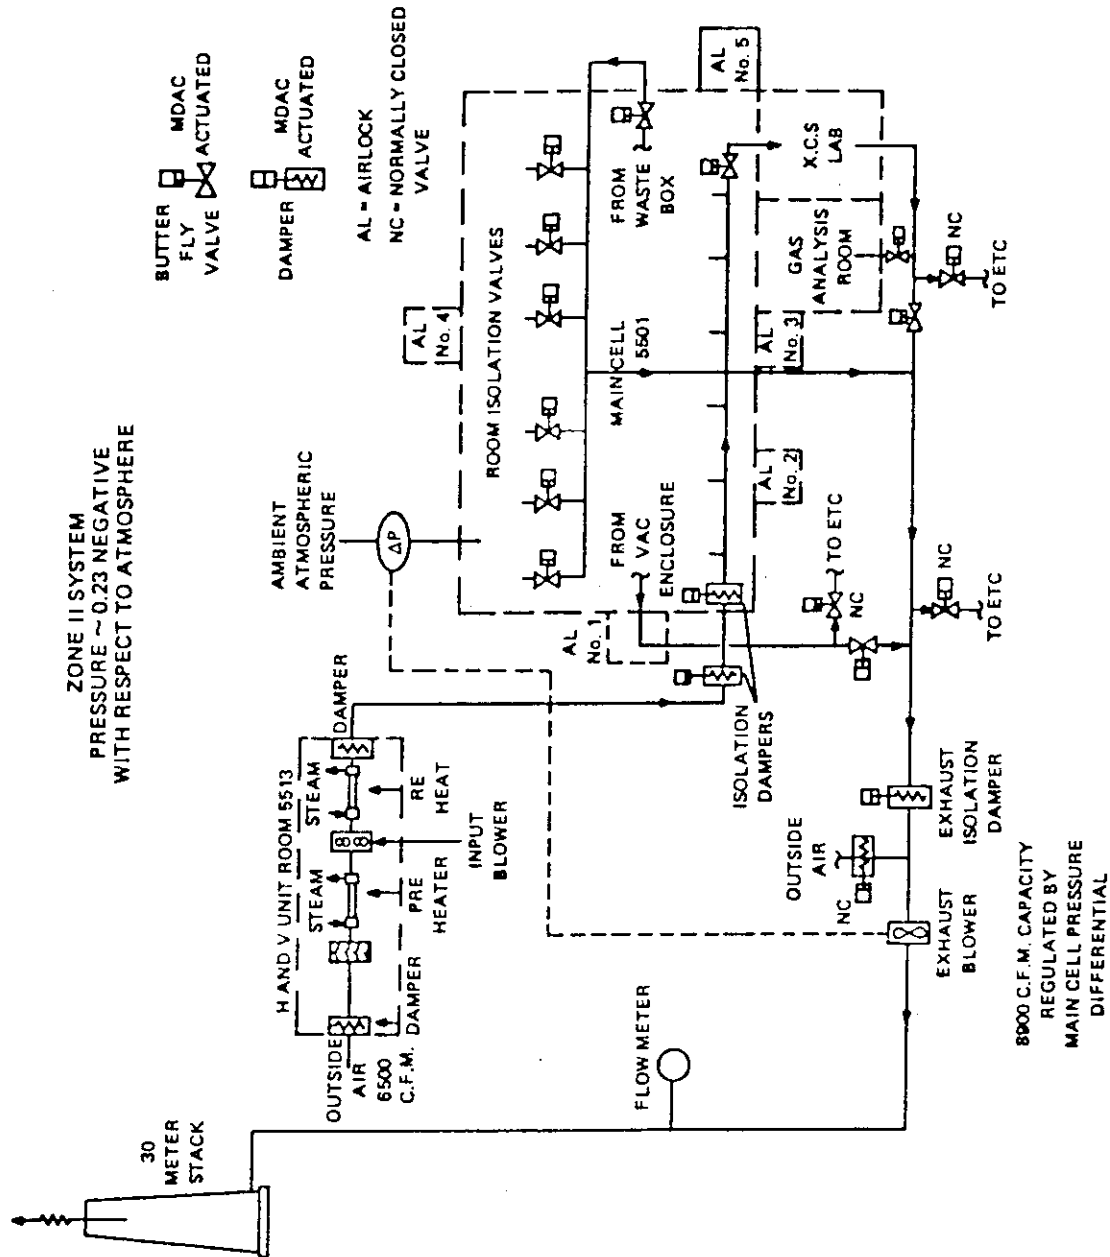 ZONE II SYSTEM
PRESSURE ~ 0.23 NEGATIVE
WITH RESPECT TO ATMOSPHERE
BUTTER
FLY
VALVE
MDAC
ACTUATED
DAMPER
MDAC
ACTUATED
AL = AIRLOCK
NC = NORMALLY CLOSED
VALVE
30
METER
STACK
OUTSIDE
AIR
6500
C.F.M.
H AND V UNIT ROOM 5513
DAMPER
STEAM
PRE
HEATER
INPUT
BLOWER
STEAM
RE
HEAT
DAMPER
AMBIENT
ATMOSPHERIC
PRESSURE
ΔP
AL
No. 4
ROOM ISOLATION VALVES
AL
No. 1
FROM
VAC
ENCLOSURE
MAIN CELL
5501
FROM
WASTE
BOX
AL
No. 5
ISOLATION
DAMPERS
TO ETC
NC
AL
No. 2
AL
No. 3
GAS
ANALYSIS
ROOM
X.C.S
LAB
FLOW METER
OUTSIDE
AIR
NC
EXHAUST
BLOWER
EXHAUST
ISOLATION
DAMPER
NC
TO ETC
NC
TO ETC
8900 C.F.M. CAPACITY
REGULATED BY
MAIN CELL PRESSURE
DIFFERENTIAL